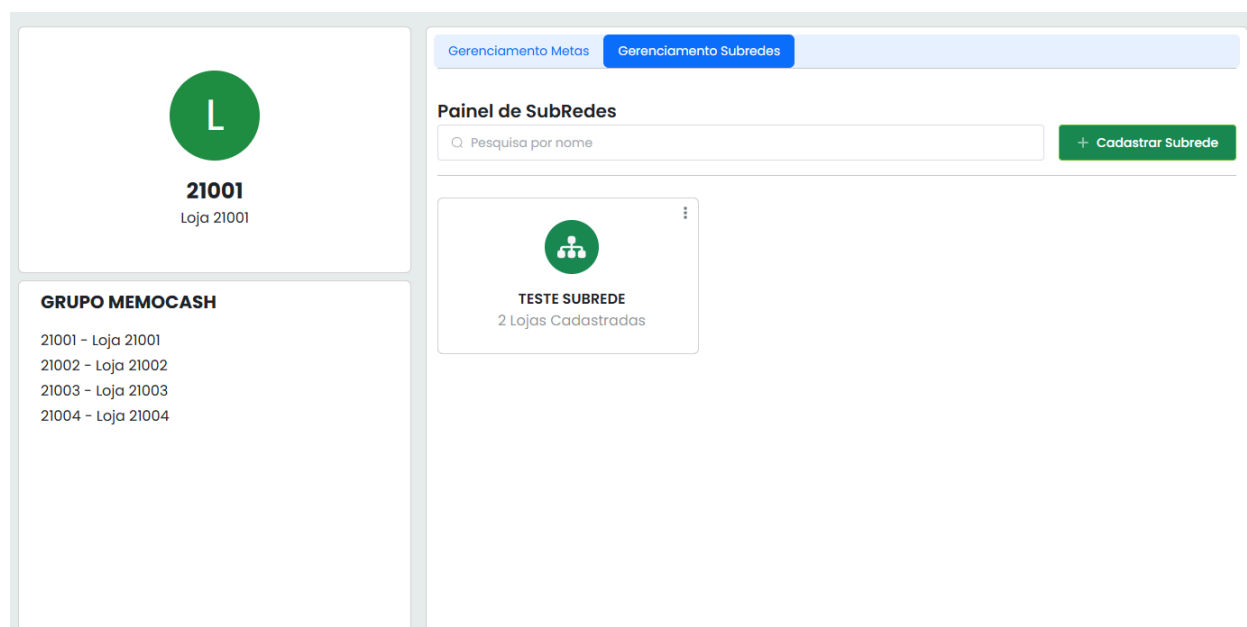 L
21001
Loja 21001
GRUPO MEMOCASH
21001 - Loja 21001
21002 - Loja 21002
21003 - Loja 21003
21004 - Loja 21004
Gerenciamento Metas
Gerenciamento Subredes
Painel de SubRedes
Pesquisa por nome
+ Cadastrar Subrede
TESTE SUBREDE
2 Lojas Cadastradas